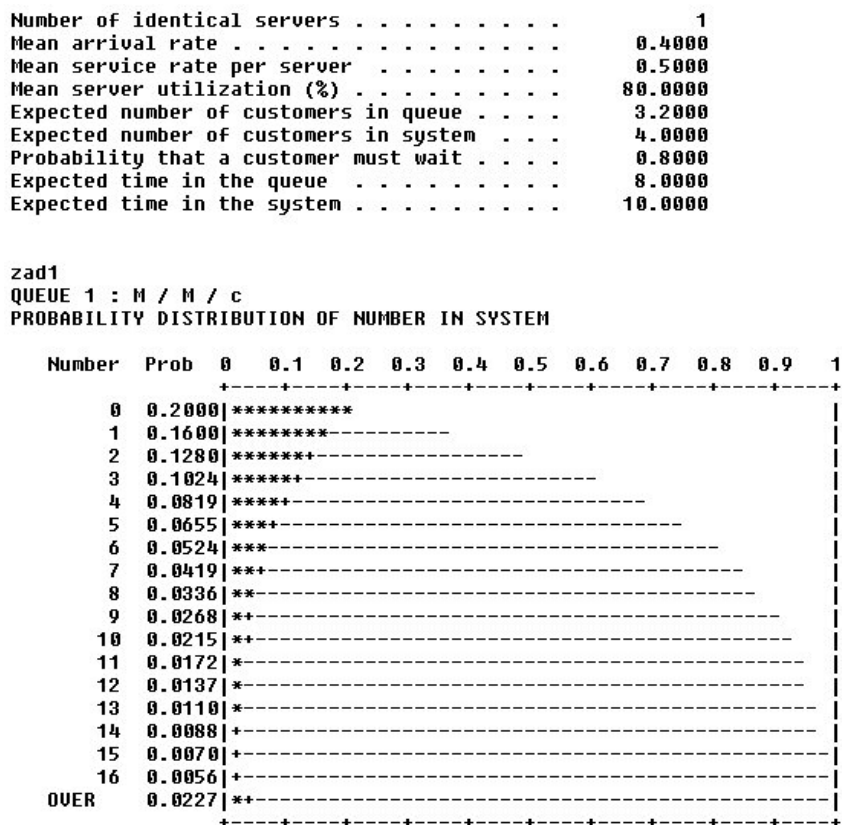 Number of identical servers . . . . . . . . . 1
Mean arrival rate . . . . . . . . . . . . . . 0.4000
Mean service rate per server . . . . . . . . 0.5000
Mean server utilization (%) . . . . . . . . . 80.0000
Expected number of customers in queue . . . . 3.2000
Expected number of customers in system . . . 4.0000
Probability that a customer must wait . . . . 0.8000
Expected time in the queue . . . . . . . . . 8.0000
Expected time in the system . . . . . . . . . 10.0000
zad1
QUEUE 1 : M / M / c
PROBABILITY DISTRIBUTION OF NUMBER IN SYSTEM
Number Prob 0 0.1 0.2 0.3 0.4 0.5 0.6 0.7 0.8 0.9 1
+----+----+----+----+----+----+----+----+----+----+
0 0.2000|********** |
1 0.1600|********---------- |
2 0.1280|******+----------------- |
3 0.1024|*****+------------------------ |
4 0.0819|****+----------------------------- |
5 0.0655|***+--------------------------------- |
6 0.0524|***------------------------------------- |
7 0.0419|**+--------------------------------------- |
8 0.0336|**----------------------------------------- |
9 0.0268|*+------------------------------------------- |
10 0.0215|*+-------------------------------------------- |
11 0.0172|*---------------------------------------------- |
12 0.0137|*---------------------------------------------- |
13 0.0110|*----------------------------------------------- |
14 0.0088|+----------------------------------------------- |
15 0.0070|+------------------------------------------------|
16 0.0056|+------------------------------------------------|
OVER 0.0227|*+-----------------------------------------------|
+----+----+----+----+----+----+----+----+----+----+